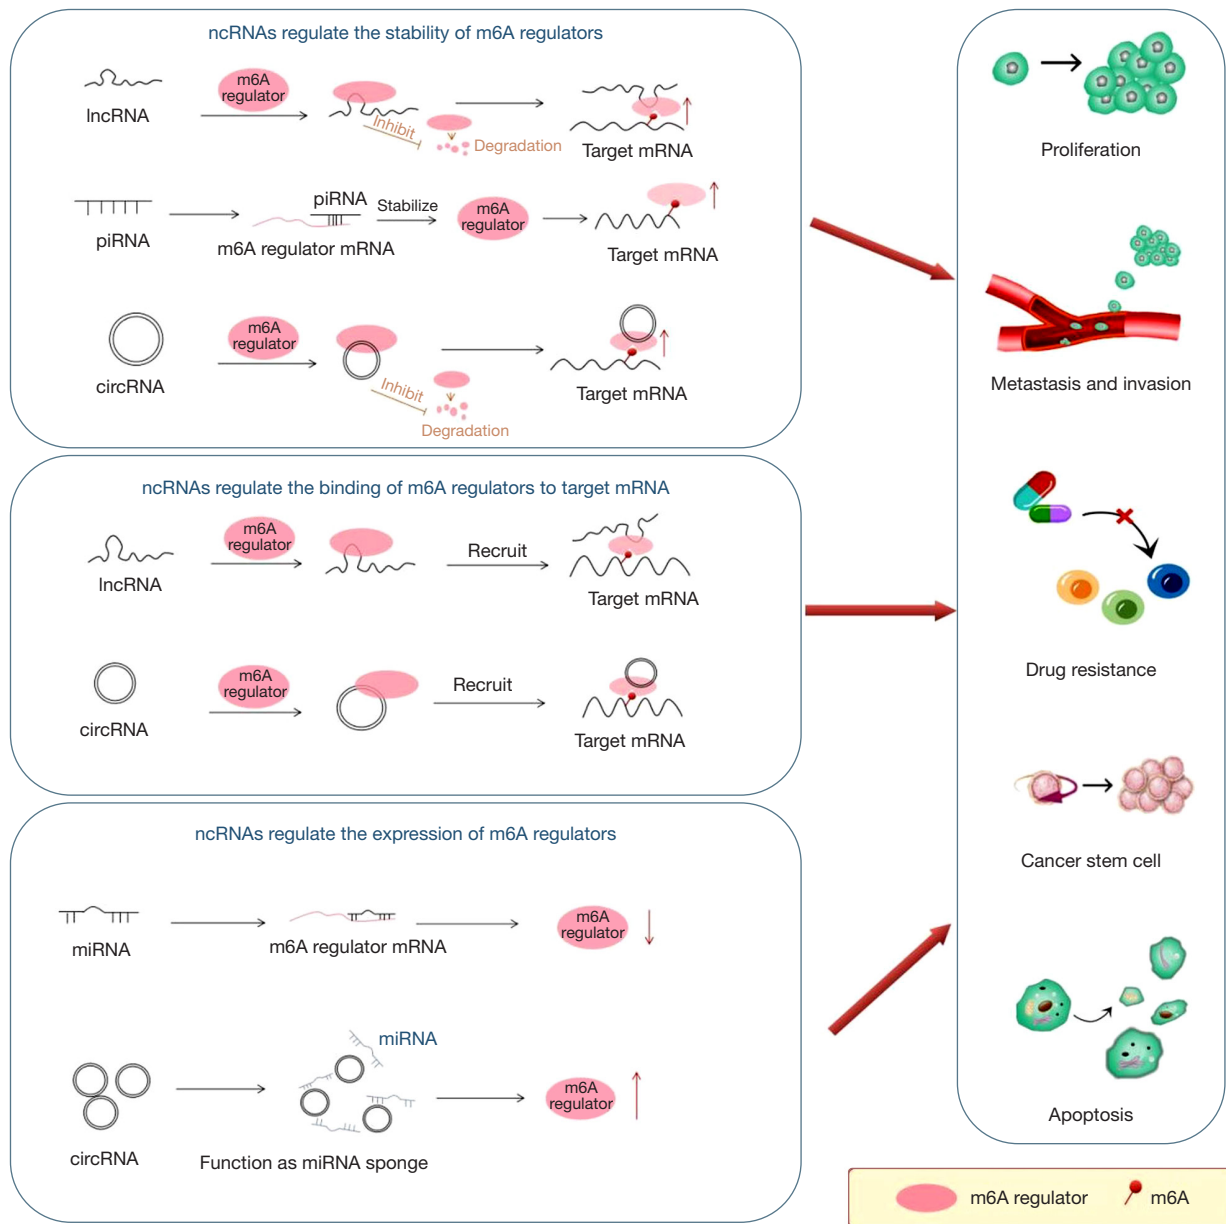 ncRNAs regulate the stability of m6A regulators
lncRNA
m6A
regulator
Inhibit
Degradation
Target mRNA
piRNA
piRNA
m6A regulator mRNA
Stabilize
m6A
regulator
Target mRNA
circRNA
m6A
regulator
Inhibit
Degradation
Target mRNA
ncRNAs regulate the binding of m6A regulators to target mRNA
lncRNA
m6A
regulator
Recruit
Target mRNA
circRNA
m6A
regulator
Recruit
Target mRNA
ncRNAs regulate the expression of m6A regulators
miRNA
m6A regulator mRNA
m6A
regulator
circRNA
miRNA
Function as miRNA sponge
m6A
regulator
Proliferation
Metastasis and invasion
Drug resistance
Cancer stem cell
Apoptosis
m6A regulator
m6A